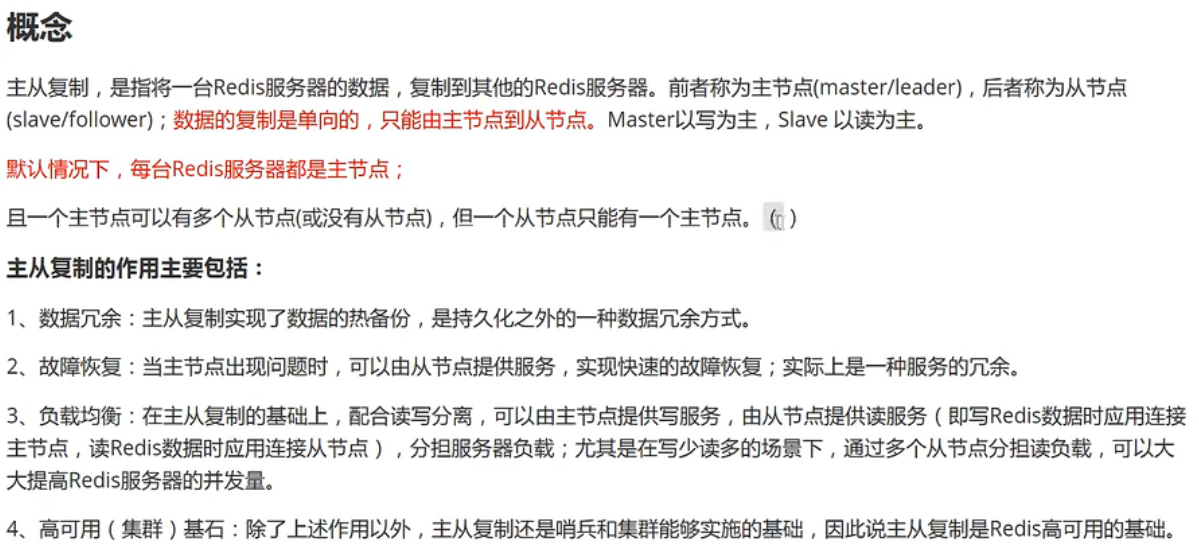 概念
主从复制，是指将一台Redis服务器的数据，复制到其他的Redis服务器。前者称为主节点(master/leader)，后者称为从节点
(slave/follower)；数据的复制是单向的，只能由主节点到从节点。Master以写为主，Slave 以读为主。
默认情况下，每台Redis服务器都是主节点；
且一个主节点可以有多个从节点(或没有从节点)，但一个从节点只能有一个主节点。 ( )
主从复制的作用主要包括：
1、数据冗余：主从复制实现了数据的热备份，是持久化之外的一种数据冗余方式。
2、故障恢复：当主节点出现问题时，可以由从节点提供服务，实现快速的故障恢复；实际上是一种服务的冗余。
3、负载均衡：在主从复制的基础上，配合读写分离，可以由主节点提供写服务，由从节点提供读服务（即写Redis数据时应用连接
主节点，读Redis数据时应用连接从节点），分担服务器负载；尤其是在写少读多的场景下，通过多个从节点分担读负载，可以大
大提高Redis服务器的并发量。
4、高可用（集群）基石：除了上述作用以外，主从复制还是哨兵和集群能够实施的基础，因此说主从复制是Redis高可用的基础。